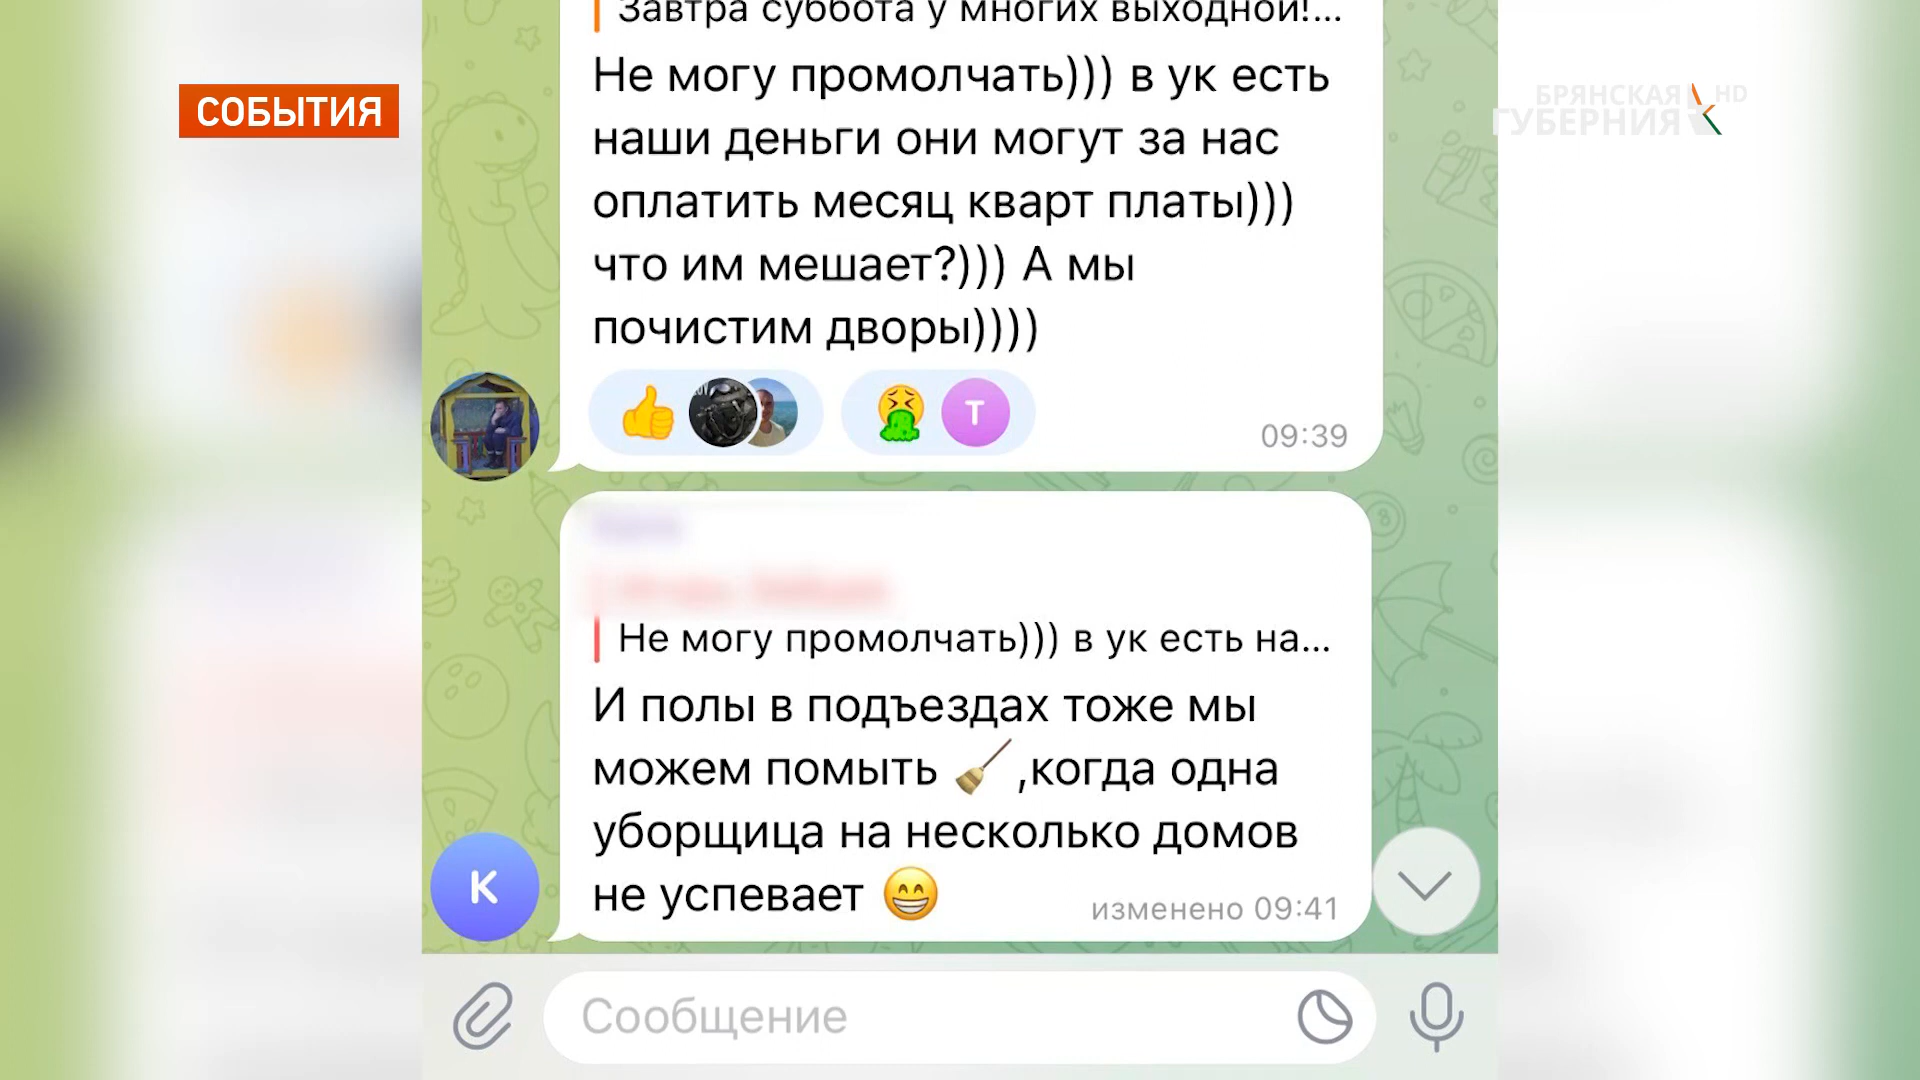 Завтра суббота у многих выходной!...
СОБЫТИЯ
БРЯНСКАЯ HD
ГУБЕРНИЯ
Не могу промолчать))) в ук есть
наши деньги они могут за нас
оплатить месяц кварт платы)))
что им мешает?))) А мы
почистим дворы))))
T
09:39
Не могу промолчать))) в ук есть на...
И полы в подъездах тоже мы
можем помыть 🧹 ,когда одна
уборщица на несколько домов
не успевает 😁
изменено 09:41
K
Сообщение